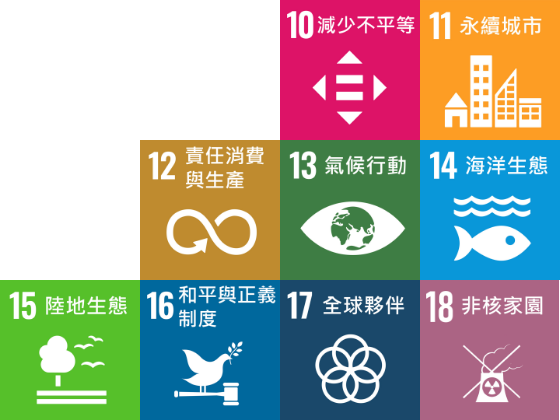 10 減少不平等
11 永續城市
12 責任消費
與生產
13 氣候行動
14 海洋生態
15 陸地生態
16 和平與正義
制度
17 全球夥伴
18 非核家園